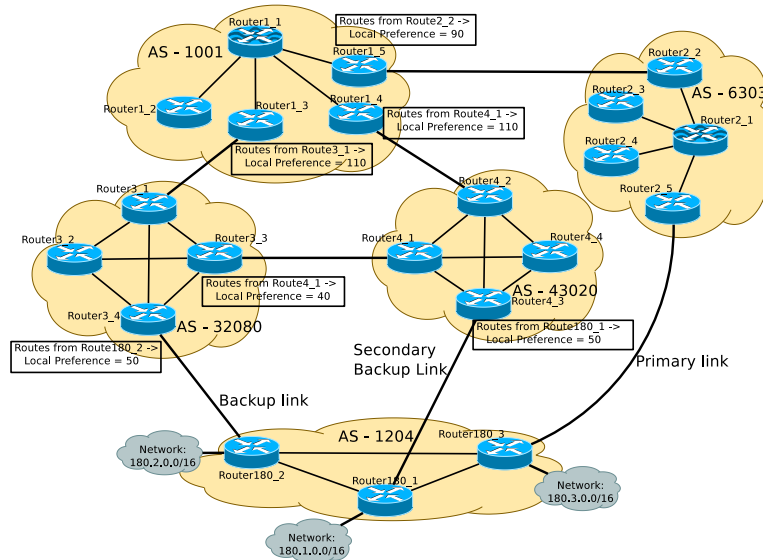 Router1_1
Routes from Route2_2 ->
Local Preference = 90
AS - 1001
Router1_5
Router2_2
Router1_2
Router1_3
Router1_4
Router2_3
AS - 6303
Router2_1
Routes from Route4_1 ->
Local Preference = 110
Router2_4
Routes from Route3_1 ->
Local Preference = 110
Router2_5
Router3_1
Router4_2
Router3_2
Router3_3
Router4_1
Router4_4
Routes from Route4_1 ->
Local Preference = 40
AS - 43020
Router4_3
Router3_4
AS - 32080
Routes from Route180_1 ->
Local Preference = 50
Routes from Route180_2 ->
Local Preference = 50
Secondary
Backup Link
Primary link
Backup link
AS - 1204
Router180_3
Network:
180.2.0.0/16
Router180_2
Router180_1
Network:
180.3.0.0/16
Network:
180.1.0.0/16